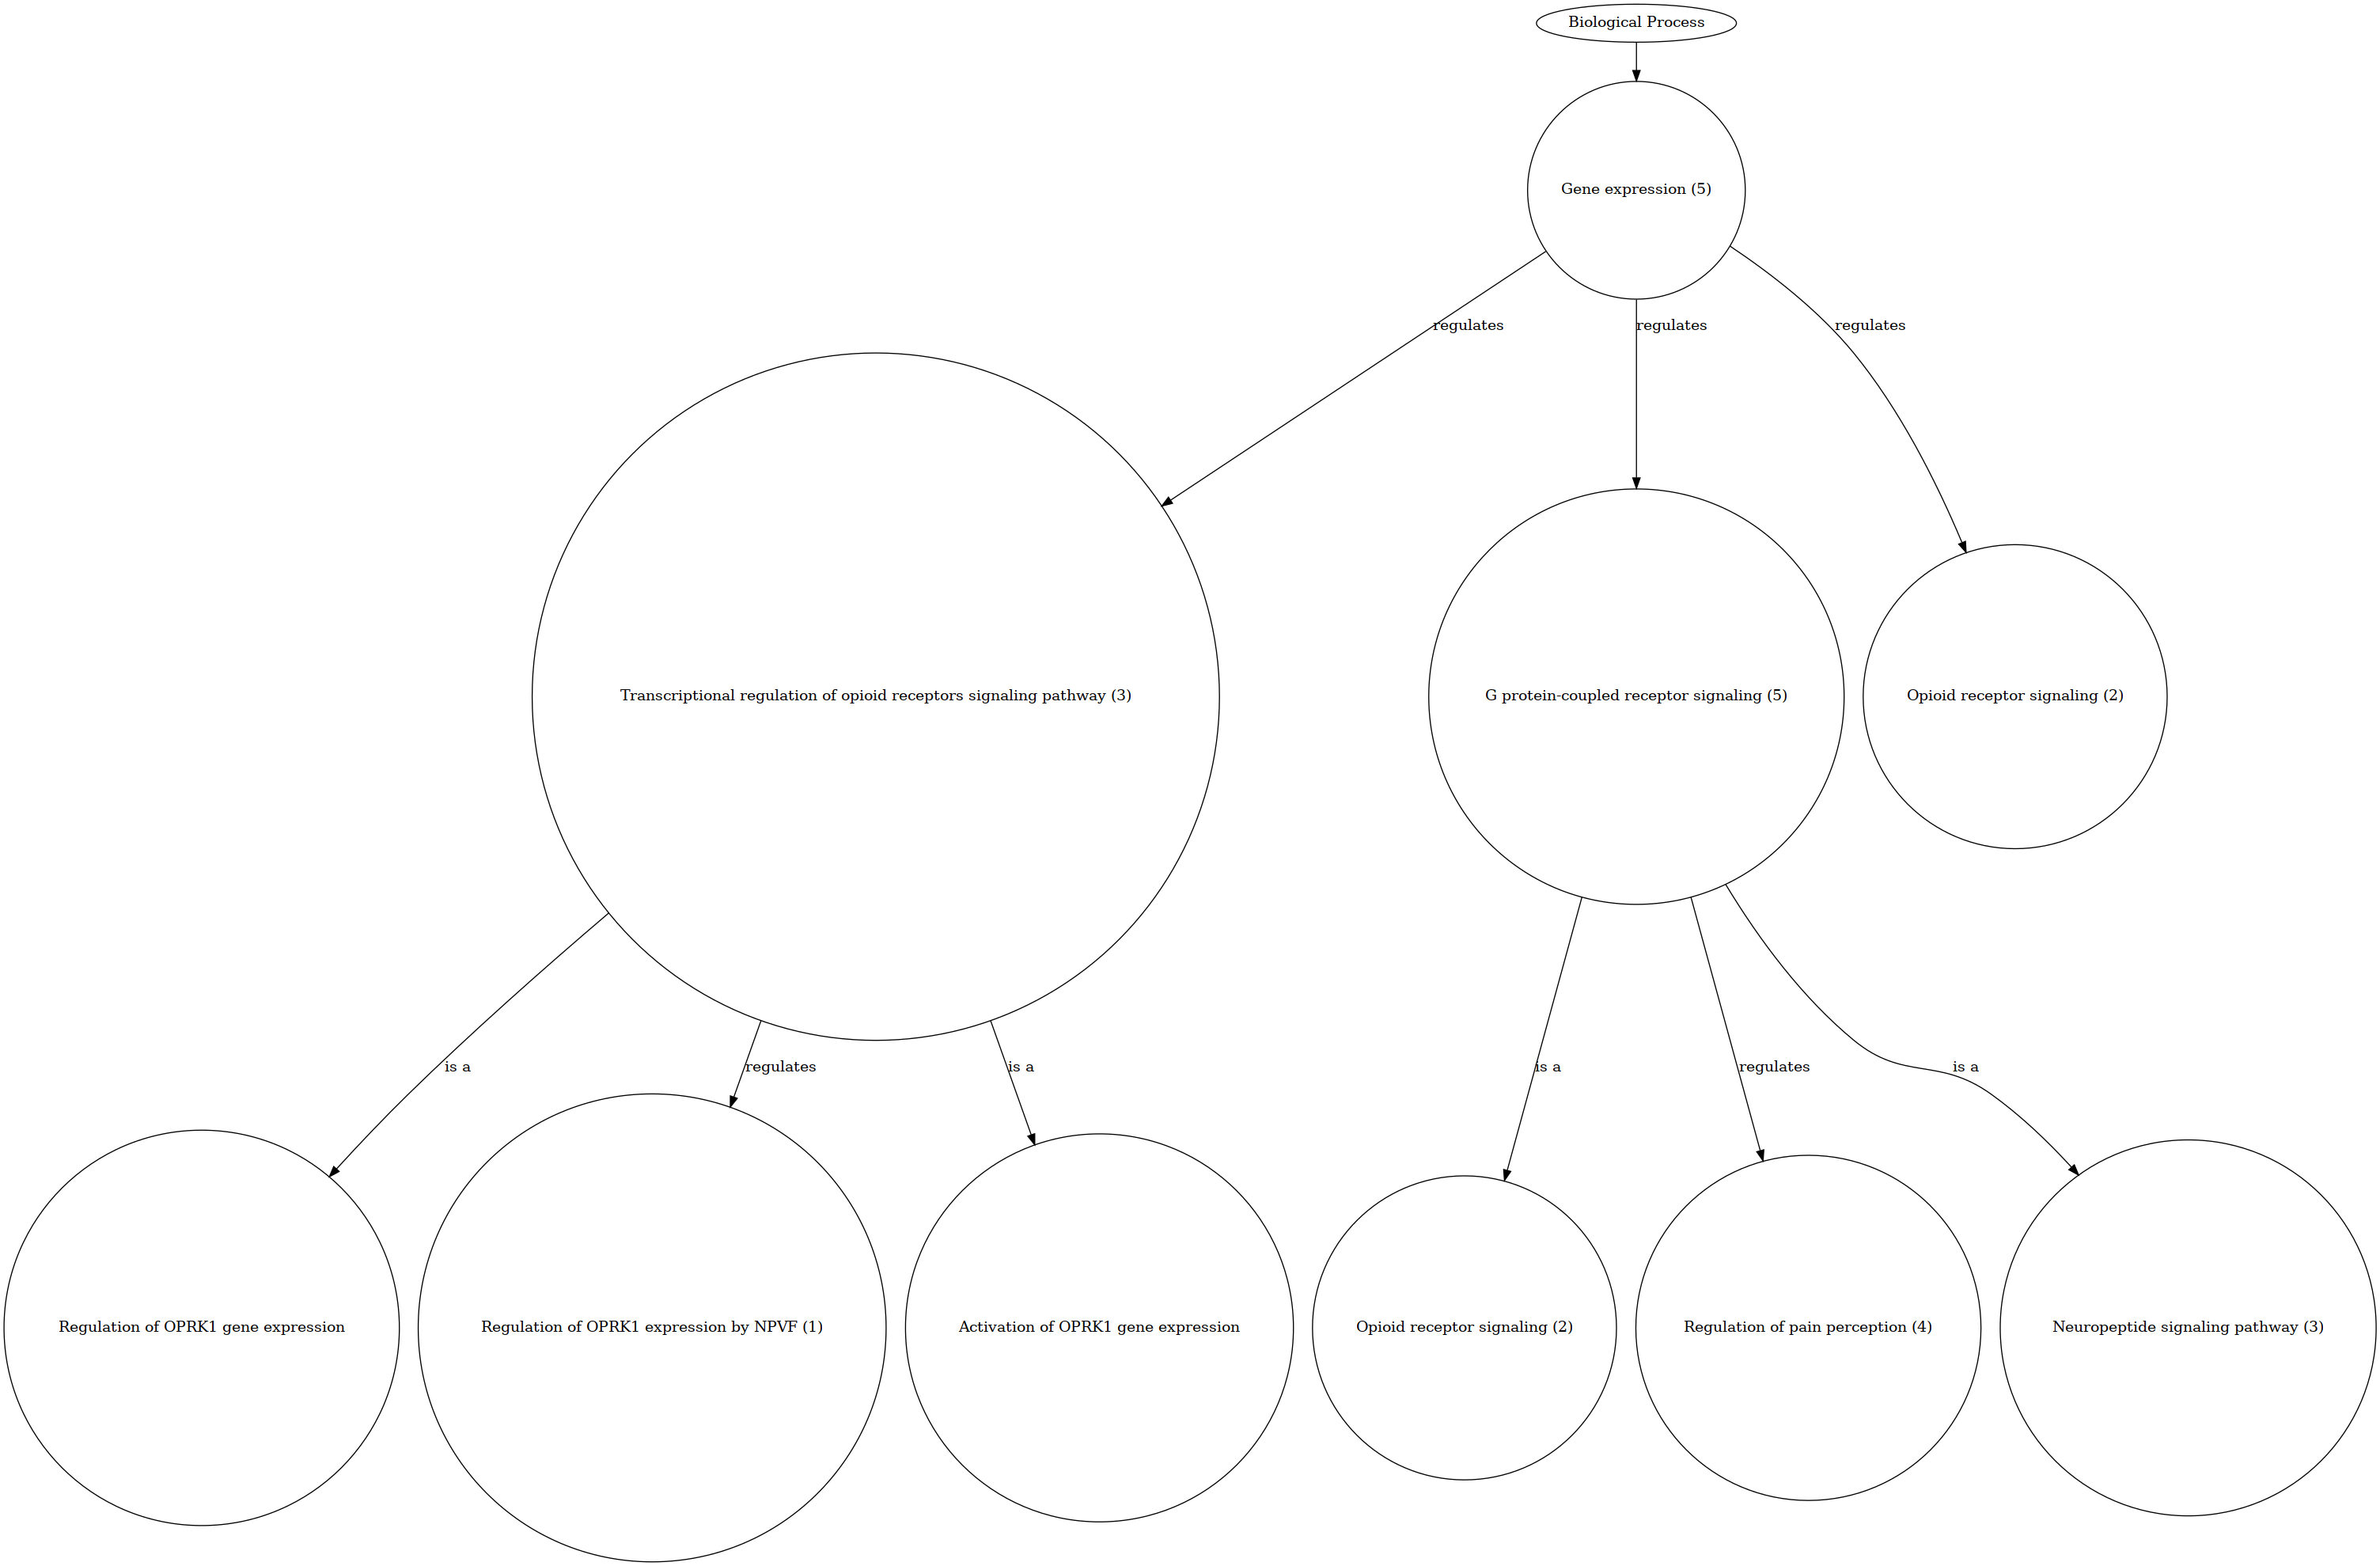 Biological Process
Gene expression (5)
regulates
regulates
regulates
Transcriptional regulation of opioid receptors signaling pathway (3)
G protein-coupled receptor signaling (5)
Opioid receptor signaling (2)
is a
regulates
is a
is a
regulates
is a
Regulation of OPRK1 gene expression
Regulation of OPRK1 expression by NPVF (1)
Activation of OPRK1 gene expression
Opioid receptor signaling (2)
Regulation of pain perception (4)
Neuropeptide signaling pathway (3)